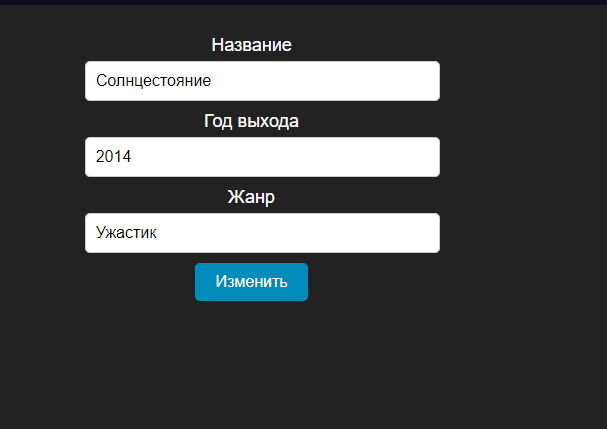 Название
Солнцестояние
Год выхода
2014
Жанр
Ужастик
Изменить